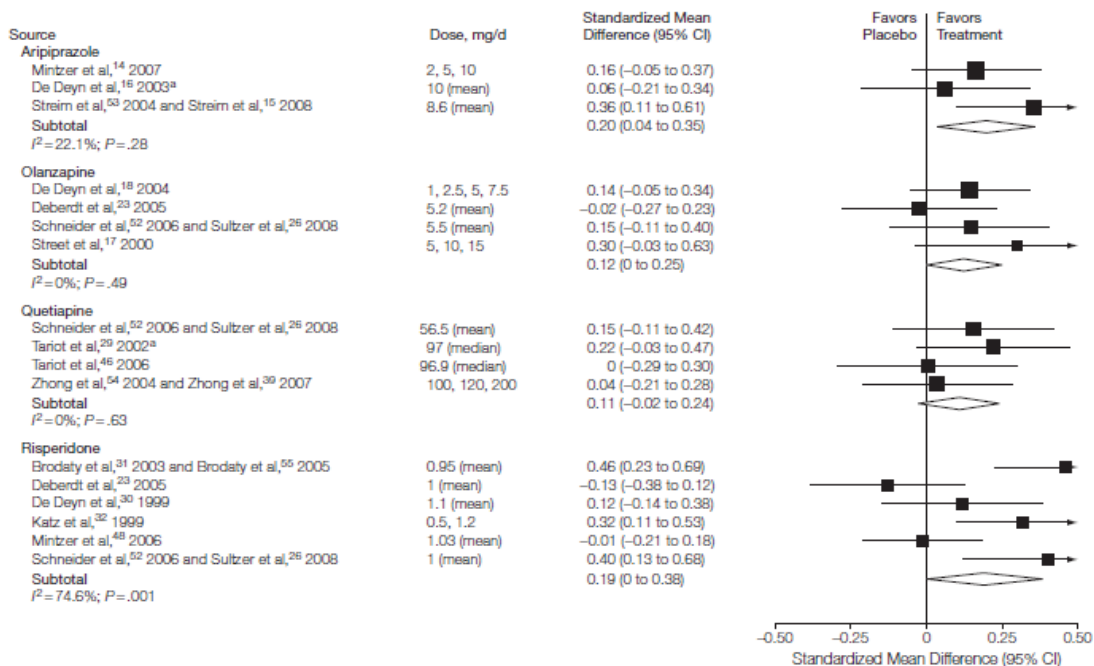 Source Dose, mg/d Standardized Mean Difference (95% CI) Favors Placebo Favors Treatment
Aripiprazole
Mintzer et al,14 2007 2, 5, 10 0.16 (–0.05 to 0.37)
De Deyn et al,16 2003a 10 (mean) 0.06 (–0.21 to 0.34)
Streim et al,53 2004 and Streim et al,15 2008 8.6 (mean) 0.36 (0.11 to 0.61)
Subtotal 0.20 (0.04 to 0.35)
I2=22.1%; P=.28
Olanzapine
De Deyn et al,18 2004 1, 2.5, 5, 7.5 0.14 (–0.05 to 0.34)
Deberdt et al,23 2005 5.2 (mean) –0.02 (–0.27 to 0.23)
Schneider et al,52 2006 and Sultzer et al,26 2008 5.5 (mean) 0.15 (–0.11 to 0.40)
Street et al,17 2000 5, 10, 15 0.30 (–0.03 to 0.63)
Subtotal 0.12 (0 to 0.25)
I2=0%; P=.49
Quetiapine
Schneider et al,52 2006 and Sultzer et al,26 2008 56.5 (mean) 0.15 (–0.11 to 0.42)
Tariot et al,29 2002a 97 (median) 0.22 (–0.03 to 0.47)
Tariot et al,46 2006 96.9 (median) 0 (–0.29 to 0.30)
Zhong et al,54 2004 and Zhong et al,39 2007 100, 120, 200 0.04 (–0.21 to 0.28)
Subtotal 0.11 (–0.02 to 0.24)
I2=0%; P=.63
Risperidone
Brodaty et al,31 2003 and Brodaty et al,55 2005 0.95 (mean) 0.46 (0.23 to 0.69)
Deberdt et al,23 2005 1 (mean) –0.13 (–0.38 to 0.12)
De Deyn et al,30 1999 1.1 (mean) 0.12 (–0.14 to 0.38)
Katz et al,32 1999 0.5, 1.2 0.32 (0.11 to 0.53)
Mintzer et al,48 2006 1.03 (mean) –0.01 (–0.21 to 0.18)
Schneider et al,52 2006 and Sultzer et al,26 2008 1 (mean) 0.40 (0.13 to 0.68)
Subtotal 0.19 (0 to 0.38)
I2=74.6%; P=.001
–0.50 –0.25 0 0.25 0.50
Standardized Mean Difference (95% CI)